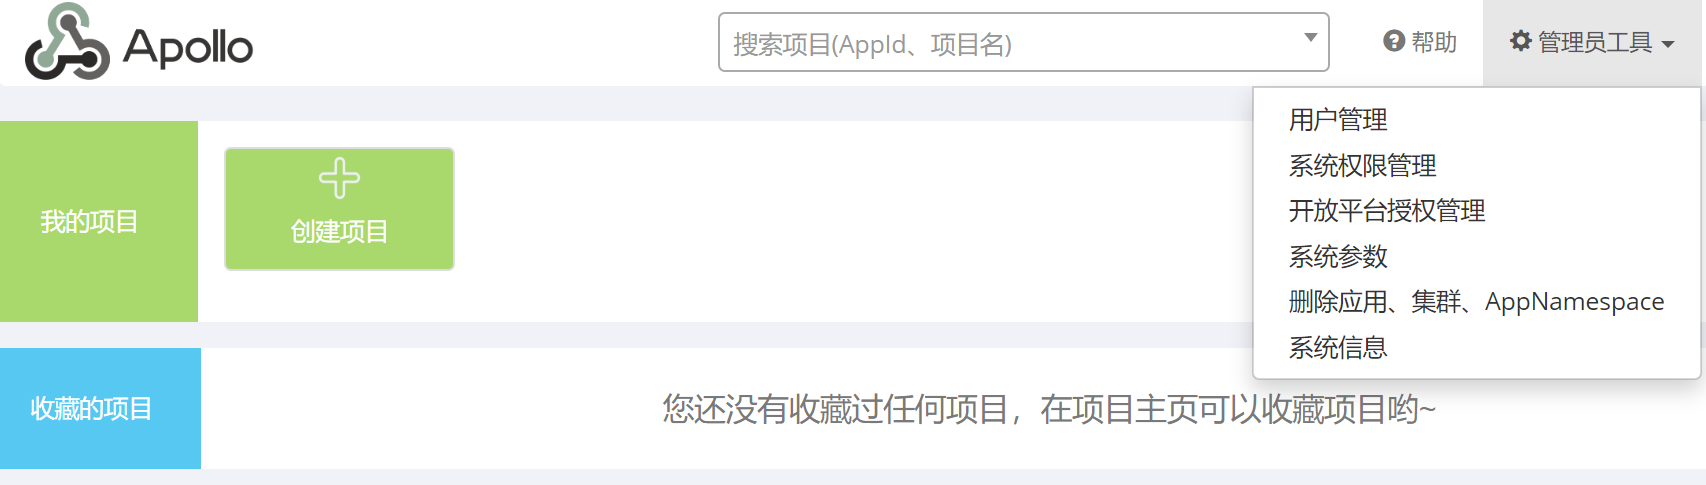 Apollo
搜索项目(AppId、项目名)
帮助
管理员工具
用户管理
系统权限管理
开放平台授权管理
系统参数
删除应用、集群、AppNamespace
系统信息
我的项目
创建项目
收藏的项目
您还没有收藏过任何项目，在项目主页可以收藏项目哟~